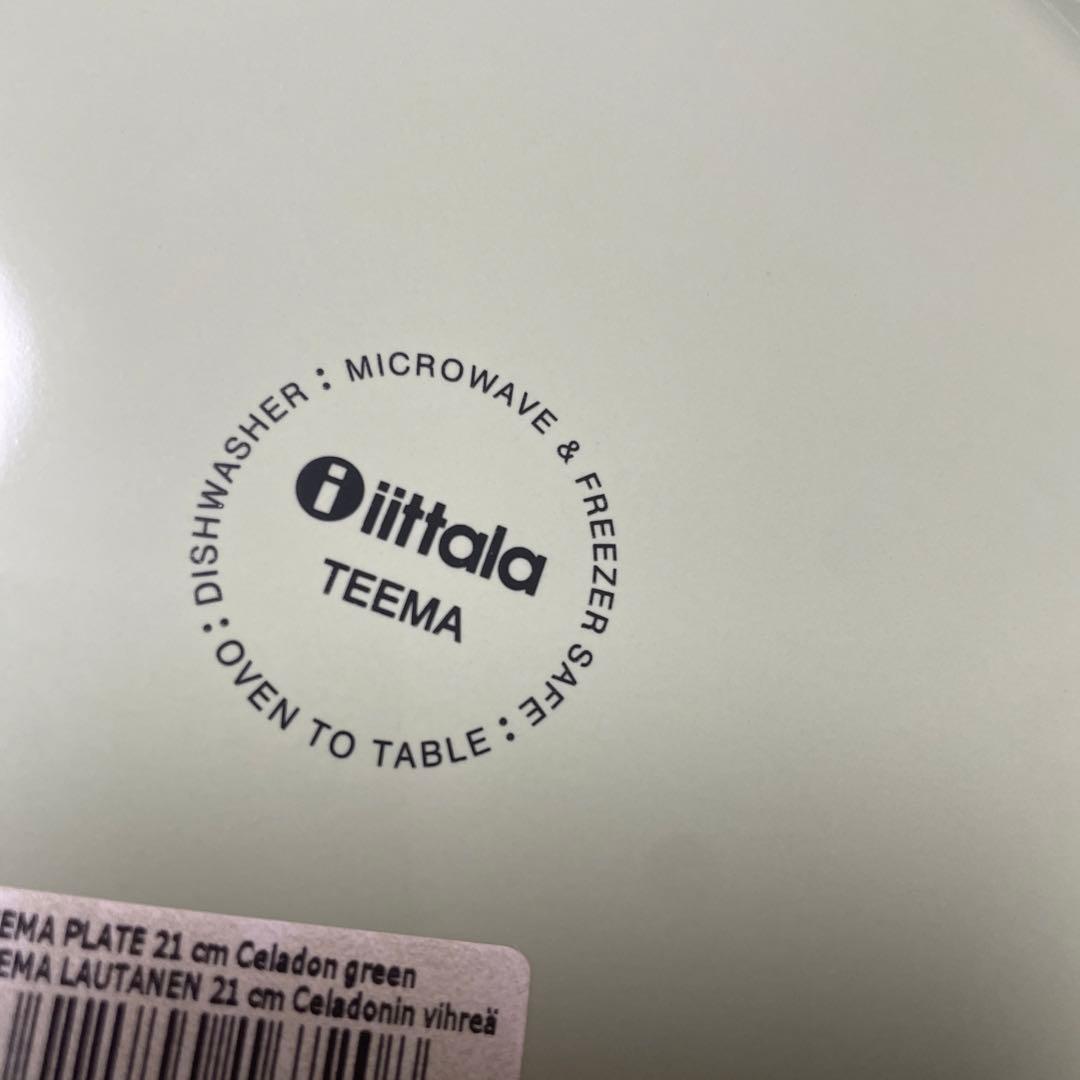 DISHWASHER : MICROWAVE & FREEZER SAFE : OVEN TO TABLE :
i iittala
TEEMA
EMA PLATE 21 cm Celadon green
EMA LAUTANEN 21 cm Celadonin vihreä